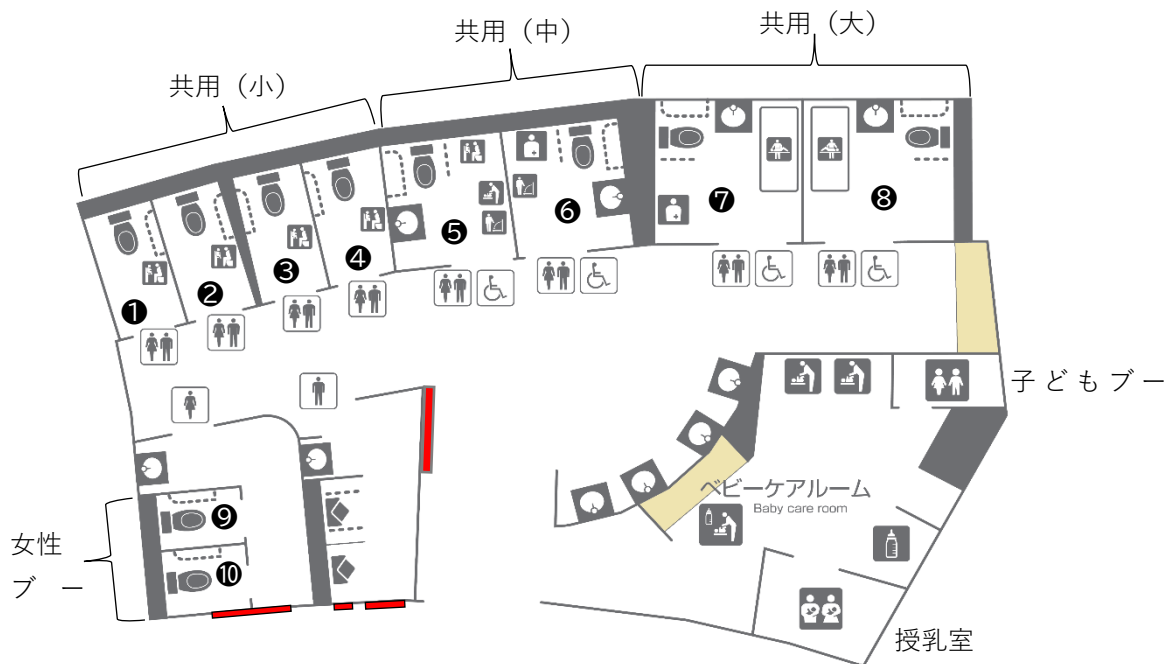 共用（小）
共用（中）
共用（大）
❶
❷
❸
❹
❺
❻
❼
❽
子どもブー
ベビーケアルーム
Baby care room
❾
❿
女性
ブ ー
授乳室